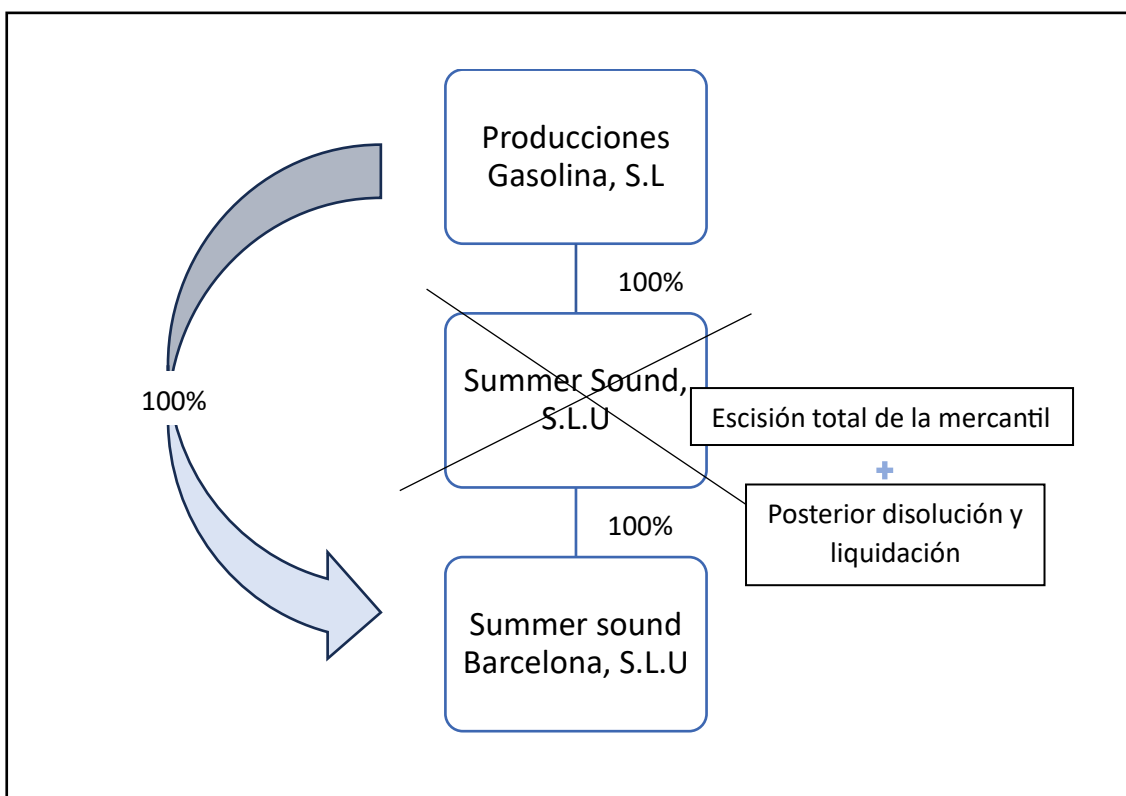 Producciones
Gasolina, S.L
100%
Summer Sound,
S.L.U
Escisión total de la mercantil
100%
+
Posterior disolución y
liquidación
100%
Summer sound
Barcelona, S.L.U